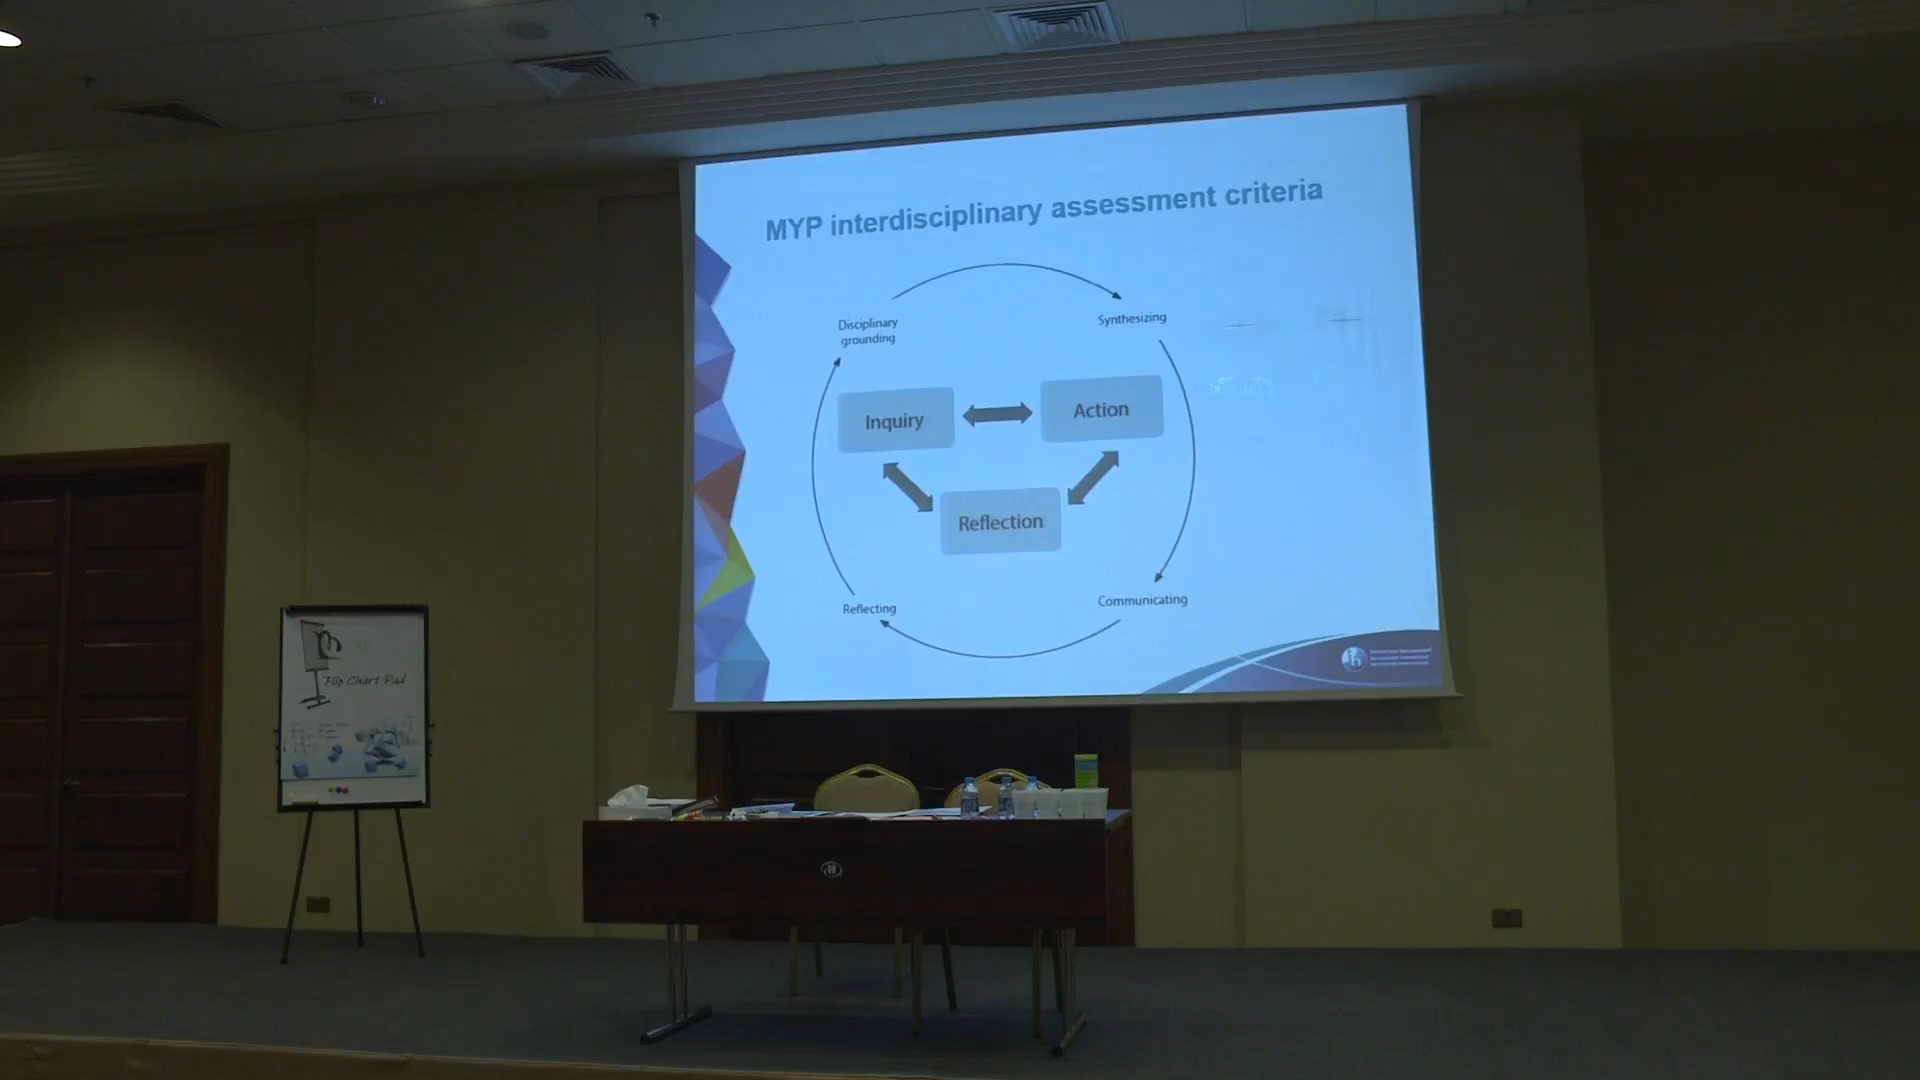 MYP interdisciplinary assessment criteria
Disciplinary
grounding
Synthesizing
Inquiry
Action
Reflection
Reflecting
Communicating
Flip Chart Pad